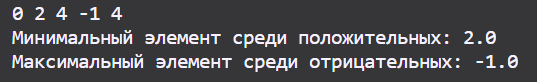 0 2 4 -1 4
Минимальный элемент среди положительных: 2.0
Максимальный элемент среди отрицательных: -1.0